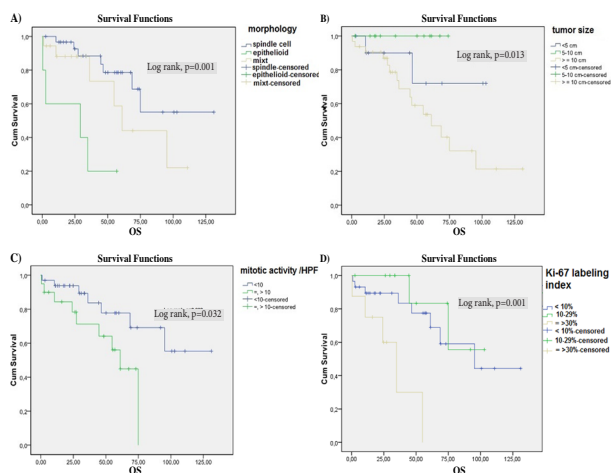 A)
Survival Functions
morphology
spindle cell
epithelioid
mixt
spindle-censored
epithelioid-censored
mixt-censored
Log rank, p=0.001
Cum Survival
1,0
0,8
0,6
0,4
0,2
0,0
,00
25,00
50,00
75,00
100,00
125,00
OS
B)
Survival Functions
tumor size
<5 cm
5-10 cm
> = 10 cm
<5 cm-censored
5-10 cm-censored
> = 10 cm-censored
Log rank, p=0.013
Cum Survival
1,0
0,8
0,6
0,4
0,2
0,0
,00
25,00
50,00
75,00
100,00
125,00
OS
C)
Survival Functions
mitotic activity /HPF
<10
=, > 10
<10-censored
=, > 10-censored
Log rank, p=0.032
Cum Survival
1,0
0,8
0,6
0,4
0,2
0,0
,00
25,00
50,00
75,00
100,00
125,00
OS
D)
Survival Functions
Ki-67 labeling
index
< 10%
10-29%
= >30%
< 10%-censored
10-29%-censored
= >30%-censored
Log rank, p=0.001
Cum Survival
1,0
0,8
0,6
0,4
0,2
0,0
,00
25,00
50,00
75,00
100,00
125,00
OS